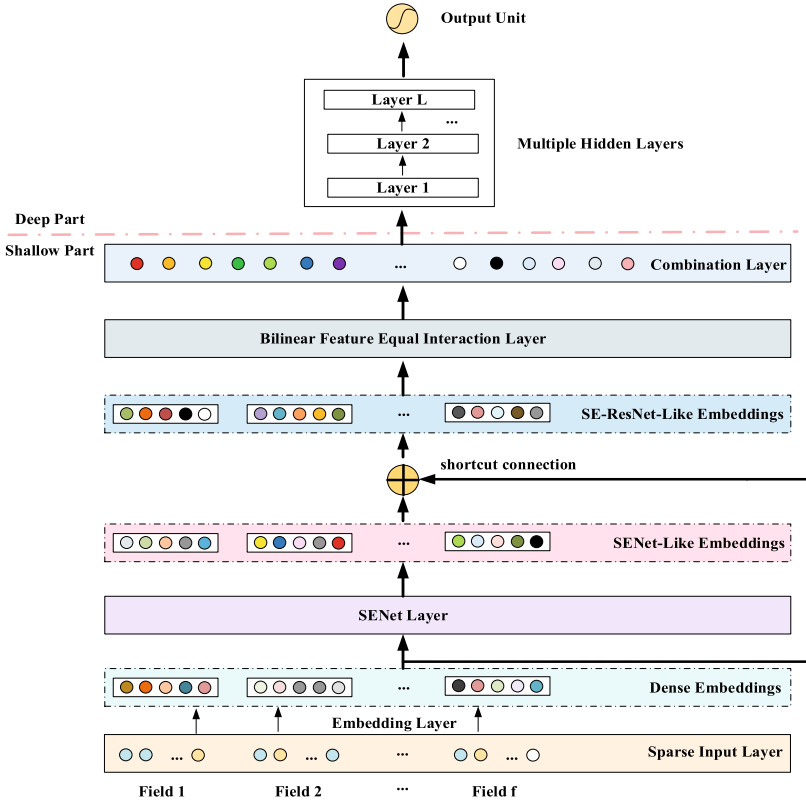 Output Unit
Layer L
...
Layer 2
Multiple Hidden Layers
Layer 1
Deep Part
Shallow Part
... Combination Layer
Bilinear Feature Equal Interaction Layer
... SE-ResNet-Like Embeddings
shortcut connection
... SENet-Like Embeddings
SENet Layer
... Dense Embeddings
Embedding Layer
... ... ... ... Sparse Input Layer
Field 1 Field 2 ... Field f